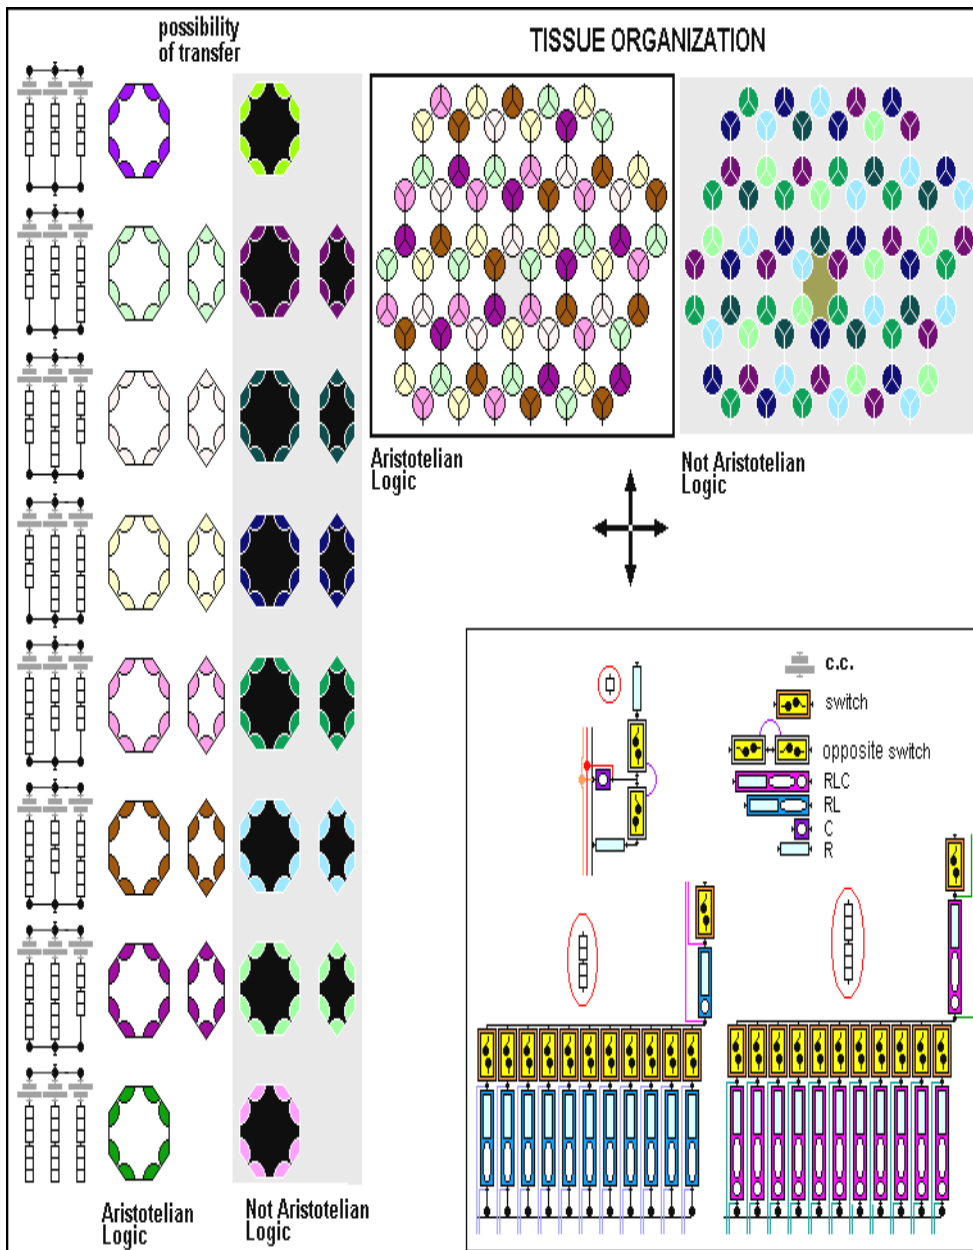 possibility
of transfer
TISSUE ORGANIZATION
Aristotelian
Logic
Not Aristotelian
Logic
c.c.
switch
opposite switch
RLC
RL
C
R
Aristotelian
Logic
Not Aristotelian
Logic